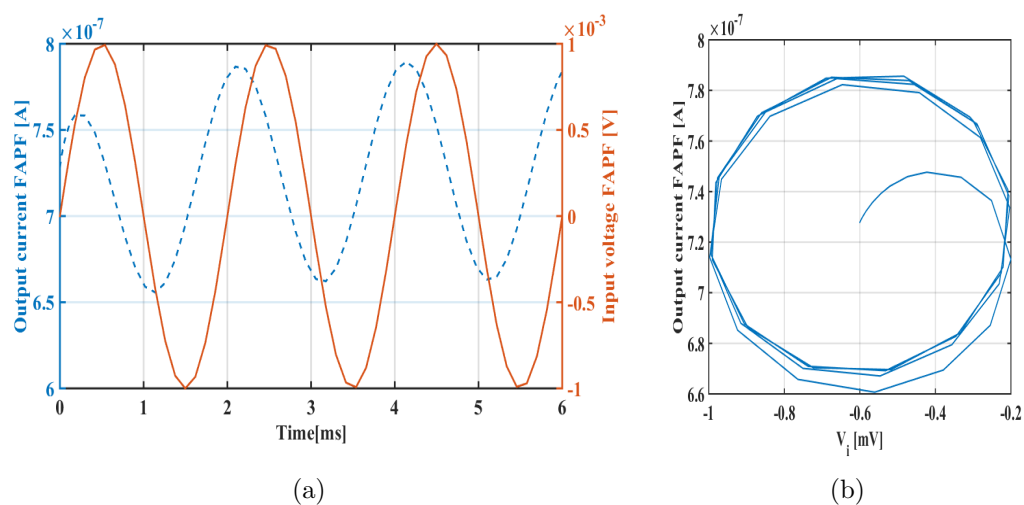 ×10^-7
×10^-3
8
7.5
7
6.5
6
Output current FAPF [A]
1
0.5
0
-0.5
-1
Input voltage FAPF [V]
0 1 2 3 4 5 6
Time[ms]
(a)
×10^-7
8
7.8
7.6
7.4
7.2
7
6.8
6.6
Output current FAPF [A]
-1 -0.8 -0.6 -0.4 -0.2
V_i [mV]
(b)